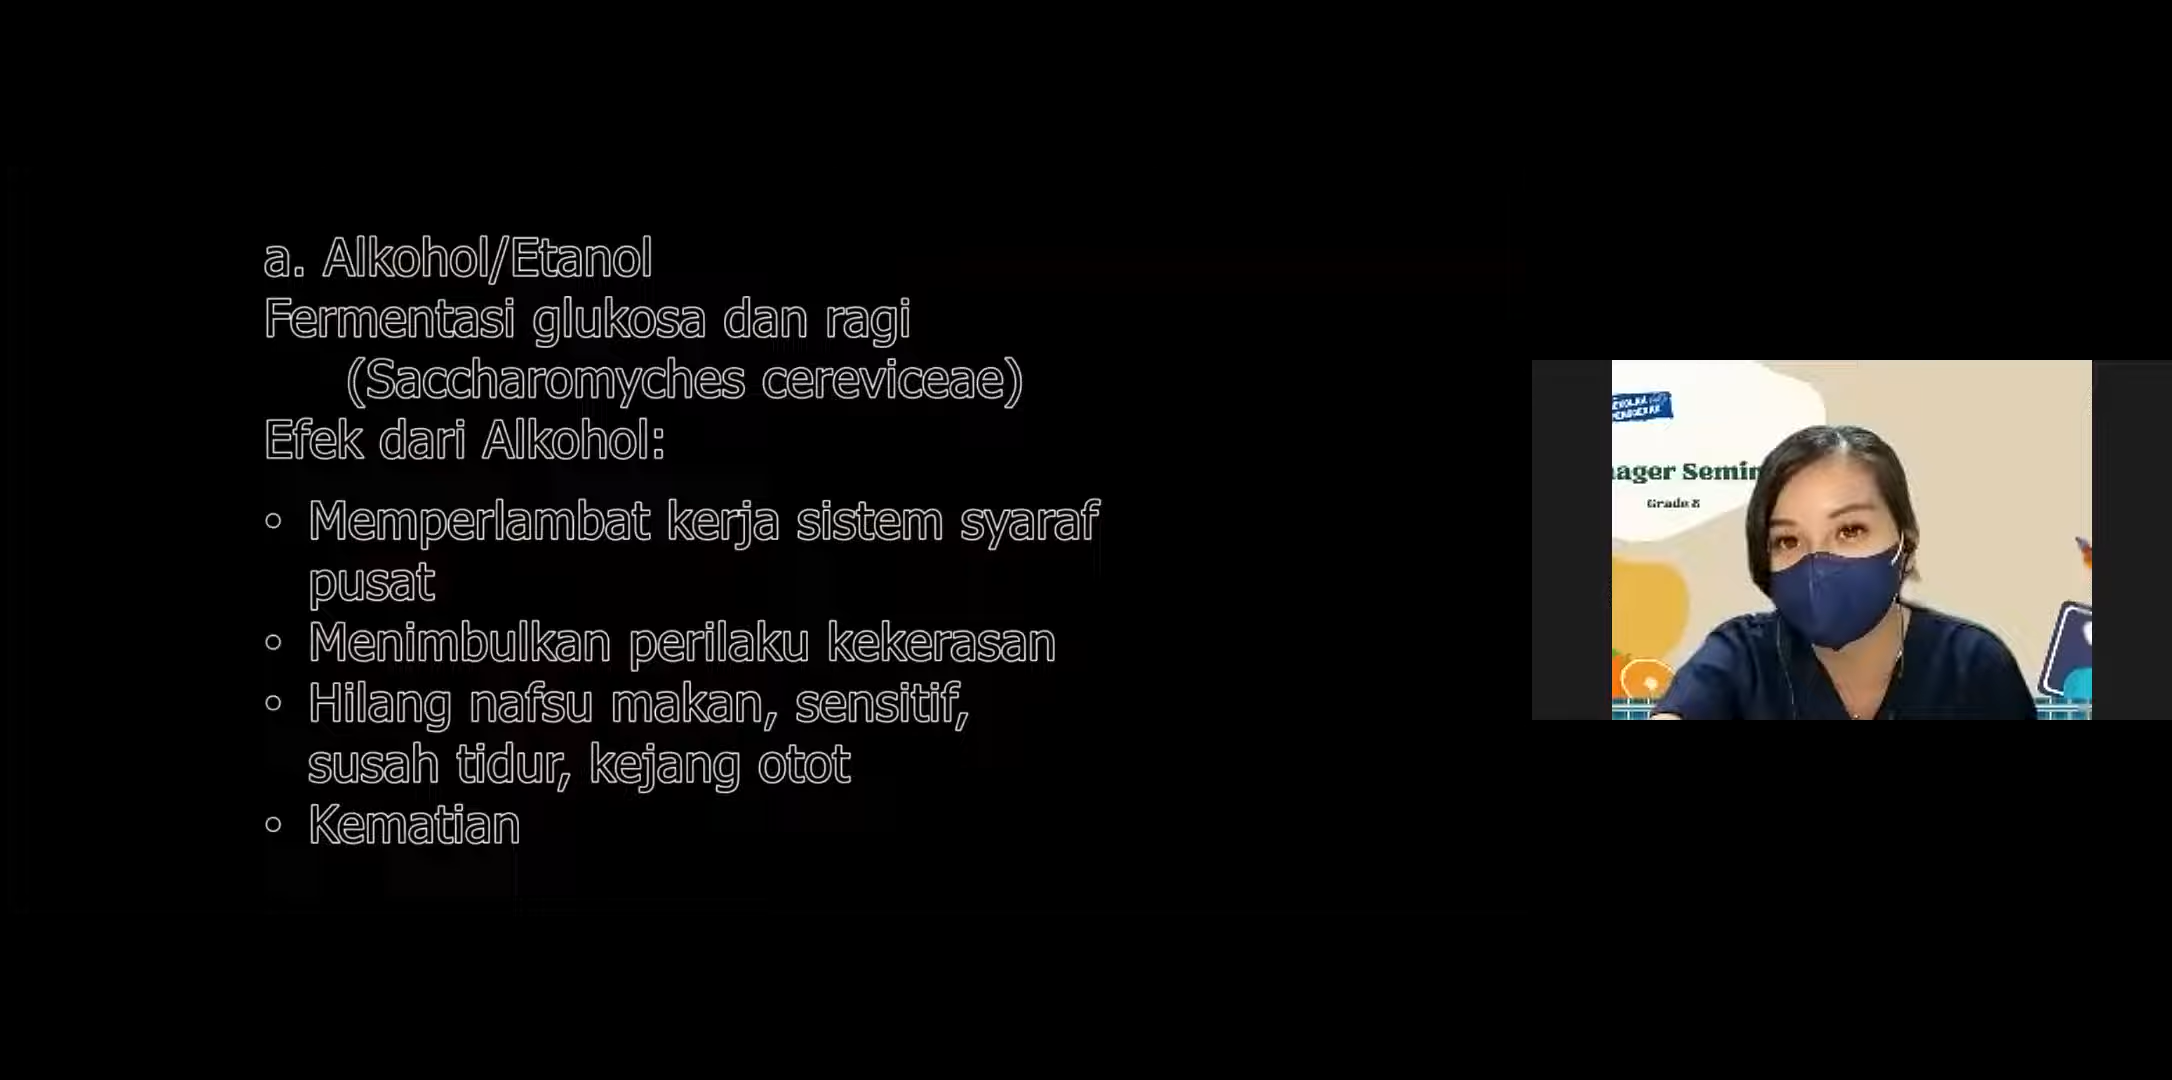 a. Alkohol/Etanol
Fermentasi glukosa dan ragi
(Saccharomyches cereviceae)
Efek dari Alkohol:
○ Memperlambat kerja sistem syaraf
pusat
○ Menimbulkan perilaku kekerasan
○ Hilang nafsu makan, sensitif,
susah tidur, kejang otot
○ Kematian
ager Semin
Grade 8